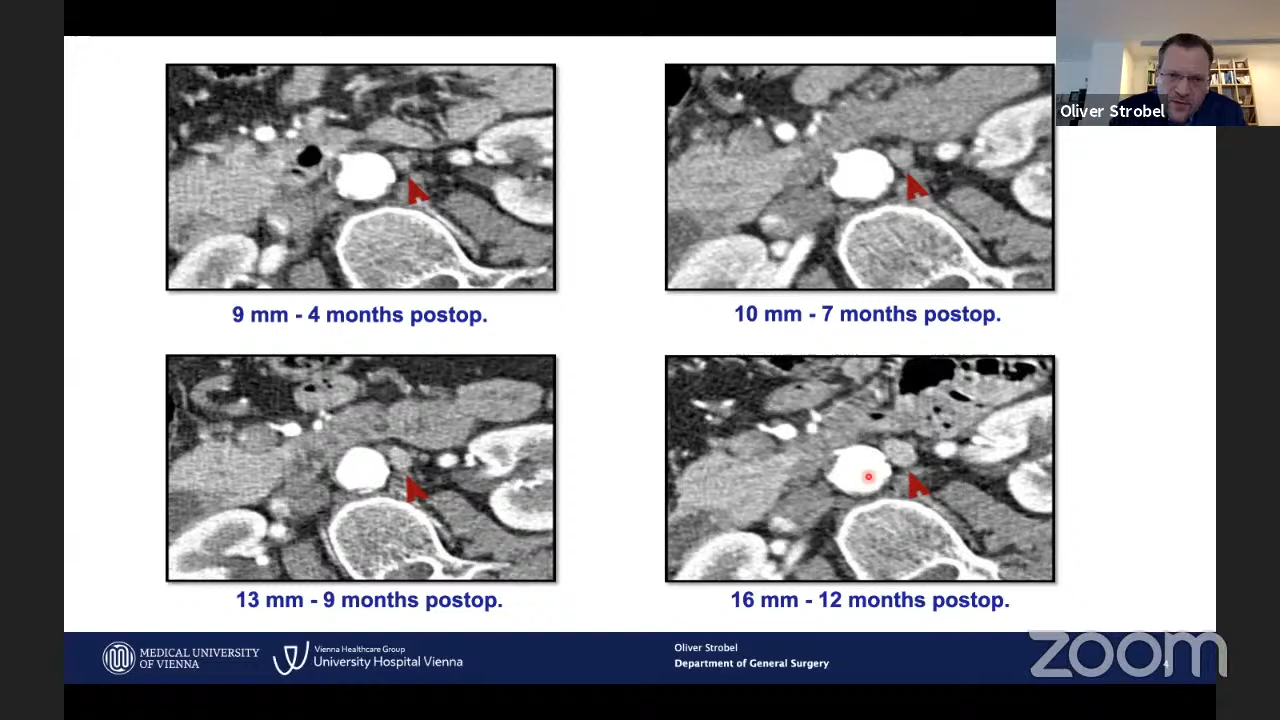 Oliver Strobel
9 mm - 4 months postop.
10 mm - 7 months postop.
13 mm - 9 months postop.
16 mm - 12 months postop.
MEDICAL UNIVERSITY
OF VIENNA
Vienna Healthcare Group
University Hospital Vienna
Oliver Strobel
Department of General Surgery
4
zoom